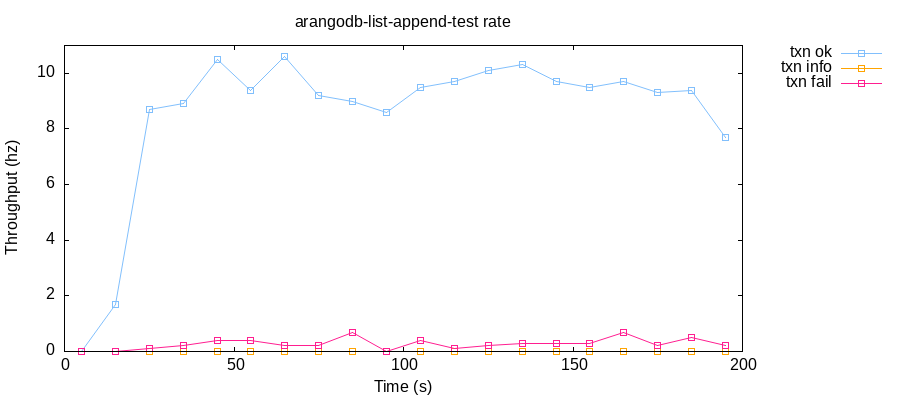 arangodb-list-append-test rate
txn ok
txn info
txn fail
10
8
6
4
2
0
Throughput (hz)
0 50 100 150 200
Time (s)